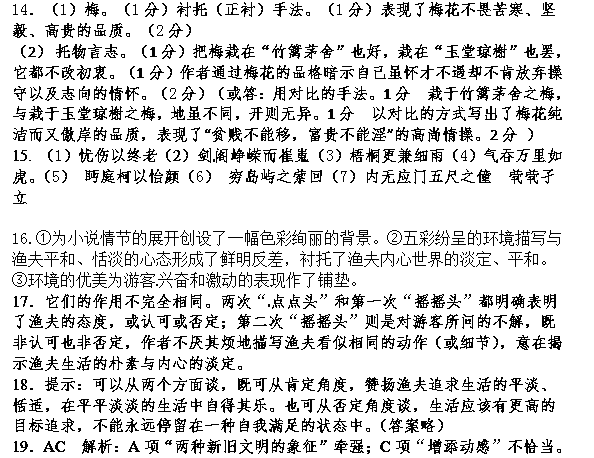 14. （1）梅。（1分）衬托（正衬）手法。（1分）表现了梅花不畏苦寒、坚
毅、高贵的品质。（2分）
（2） 托物言志。（1分）把梅栽在“竹篱茅舍”也好，栽在“玉堂琼榭”也罢，
它都不改初衷。（1分）作者通过梅花的品格暗示自己虽怀才不遇却不肯放弃操
守以及志向的情怀。（2分）（或答：用对比的手法。1分 栽于竹篱茅舍之梅，
与栽于玉堂琼榭之梅，地虽不同，开则无异。1分 以对比的方式写出了梅花纯
洁而又傲岸的品质，表现了“贫贱不能移，富贵不能淫”的高尚情操。2分 ）
15. （1）忧伤以终老（2）剑阁峥嵘而崔嵬（3）梧桐更兼细雨（4）气吞万里如
虎。（5） 眄庭柯以怡颜（6） 穷岛屿之萦回（7）内无应门五尺之僮 茕茕孑
立
16.①为小说情节的展开创设了一幅色彩绚丽的背景。②五彩纷呈的环境描写与
渔夫平和、恬淡的心态形成了鲜明反差，衬托了渔夫内心世界的淡定、平和。
③环境的优美为游客.兴奋和激动的表现作了铺垫。
17．它们的作用不完全相同。两次“.点点头”和第一次“摇摇头”都明确表明
了渔夫的态度，或认可或否定；第二次“摇摇头”则是对游客所问的不解，既
非认可也非否定，作者不厌其烦地描写渔夫看似相同的动作（或细节），意在揭
示渔夫生活的朴素与内心的淡定。
18．提示：可以从两个方面谈，既可从肯定角度，赞扬渔夫追求生活的平淡、
恬适，在平平淡淡的生活中自得其乐。也可从否定角度谈，生活应该有更高的
目标追求，不能永远停留在一种自我满足的状态中。（答案略）
19．AC 解析：A项“两种新旧文明的象征”牵强；C项“增添动感”不恰当。